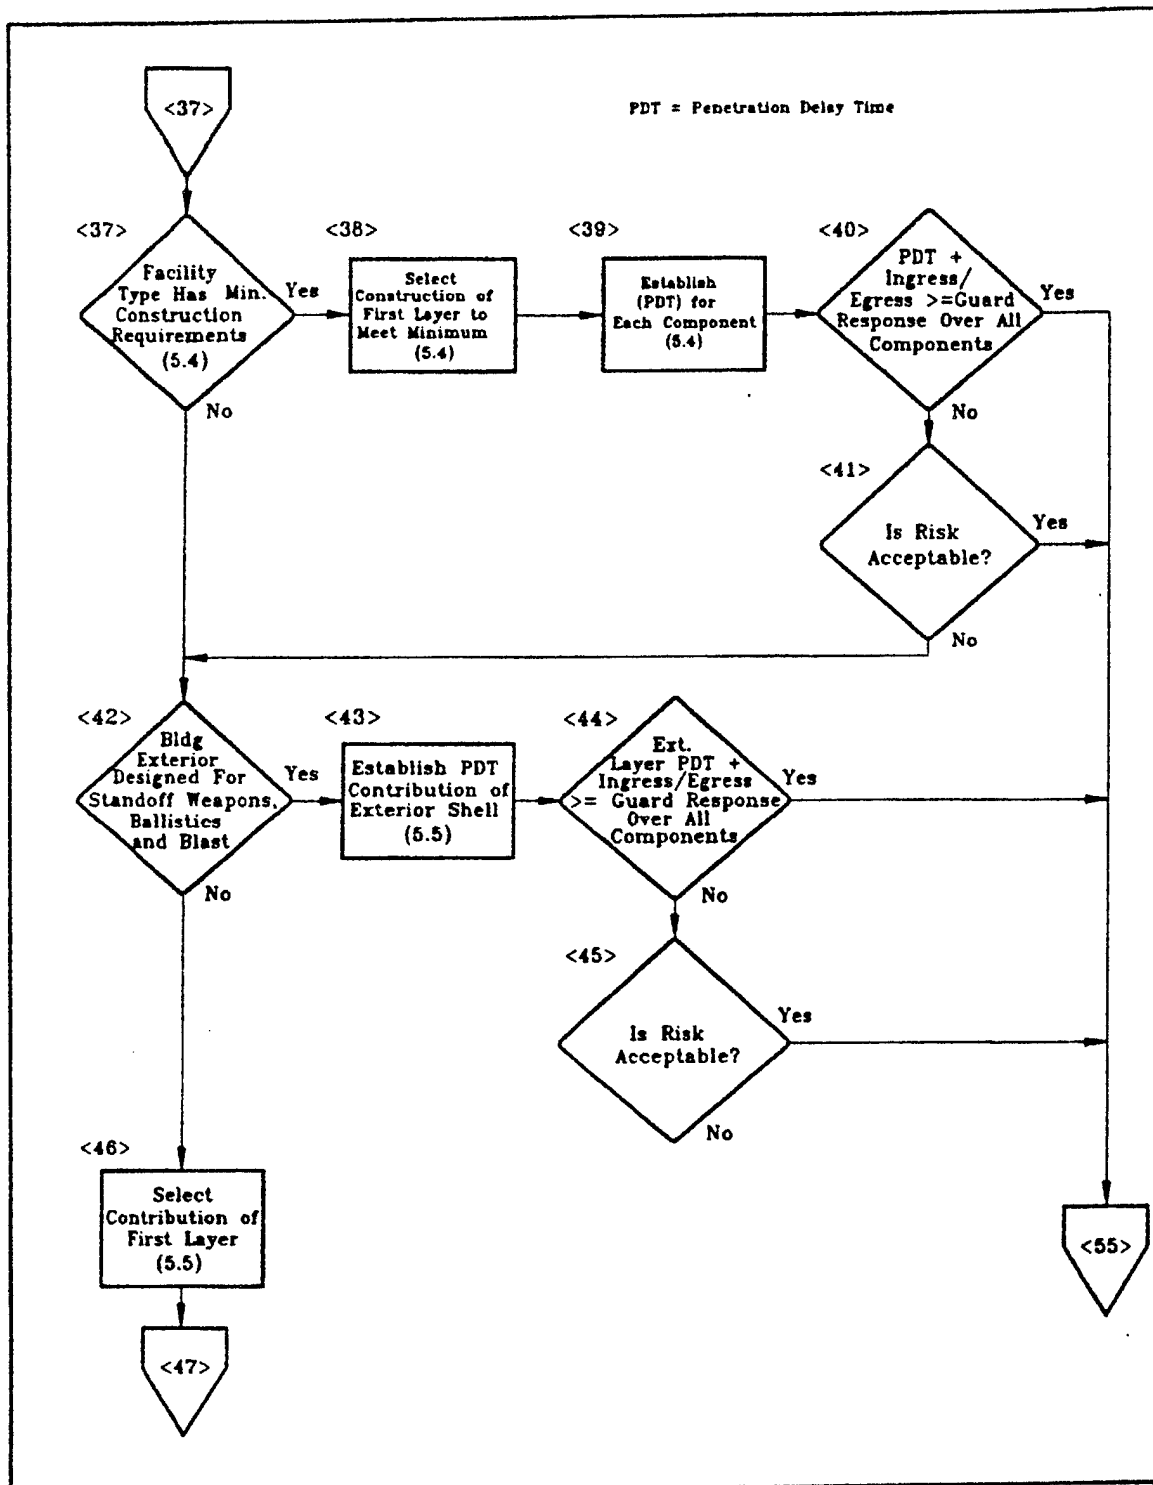 <37>
PDT = Penetration Delay Time
<37>
Facility
Type Has Min.
Construction
Requirements
(5.4)
Yes
No
<38>
Select
Construction of
First Layer to
Meet Minimum
(5.4)
<39>
Establish
(PDT) for
Each Component
(5.4)
<40>
PDT +
Ingress/
Egress >=Guard
Response Over All
Components
Yes
No
<41>
Is Risk
Acceptable?
Yes
No
<42>
Bldg
Exterior
Designed For
Standoff Weapons,
Ballistics
and Blast
Yes
No
<43>
Establish PDT
Contribution of
Exterior Shell
(5.5)
<44>
Ext.
Layer PDT +
Ingress/Egress
>= Guard Response
Over All
Components
Yes
No
<45>
Is Risk
Acceptable?
Yes
No
<46>
Select
Contribution of
First Layer
(5.5)
<55>
<47>